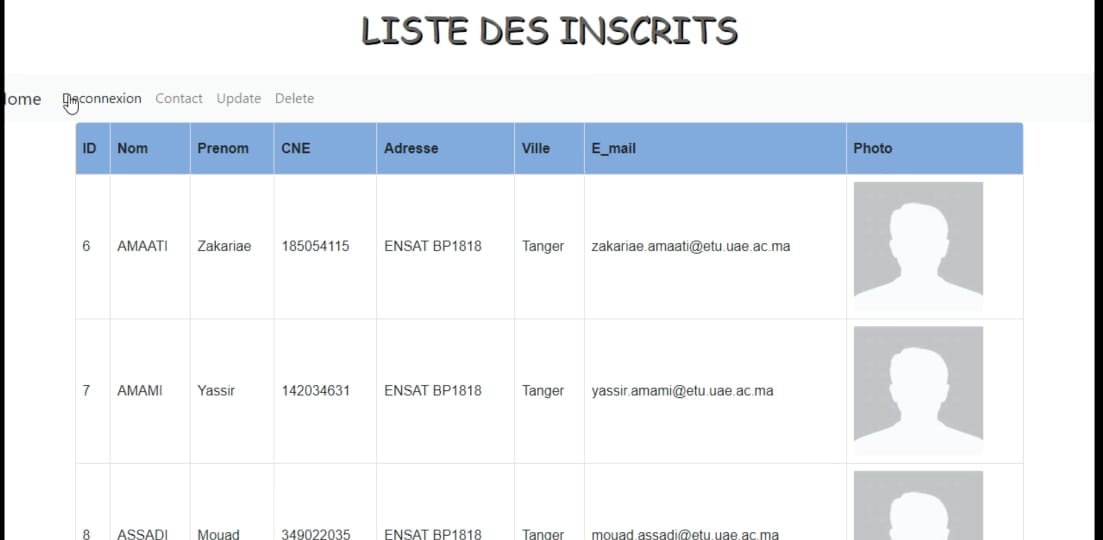 LISTE DES INSCRITS
Deconnexion Contact Update Delete
ID Nom Prenom CNE Adresse Ville E_mail Photo
6 AMAATI Zakariae 185054115 ENSAT BP1818 Tanger zakariae.amaati@etu.uae.ac.ma
7 AMAMI Yassir 142034631 ENSAT BP1818 Tanger yassir.amami@etu.uae.ac.ma
8 ASSADI Mouad 349022035 ENSAT BP1818 Tanger mouad.assadi@etu.uae.ac.ma